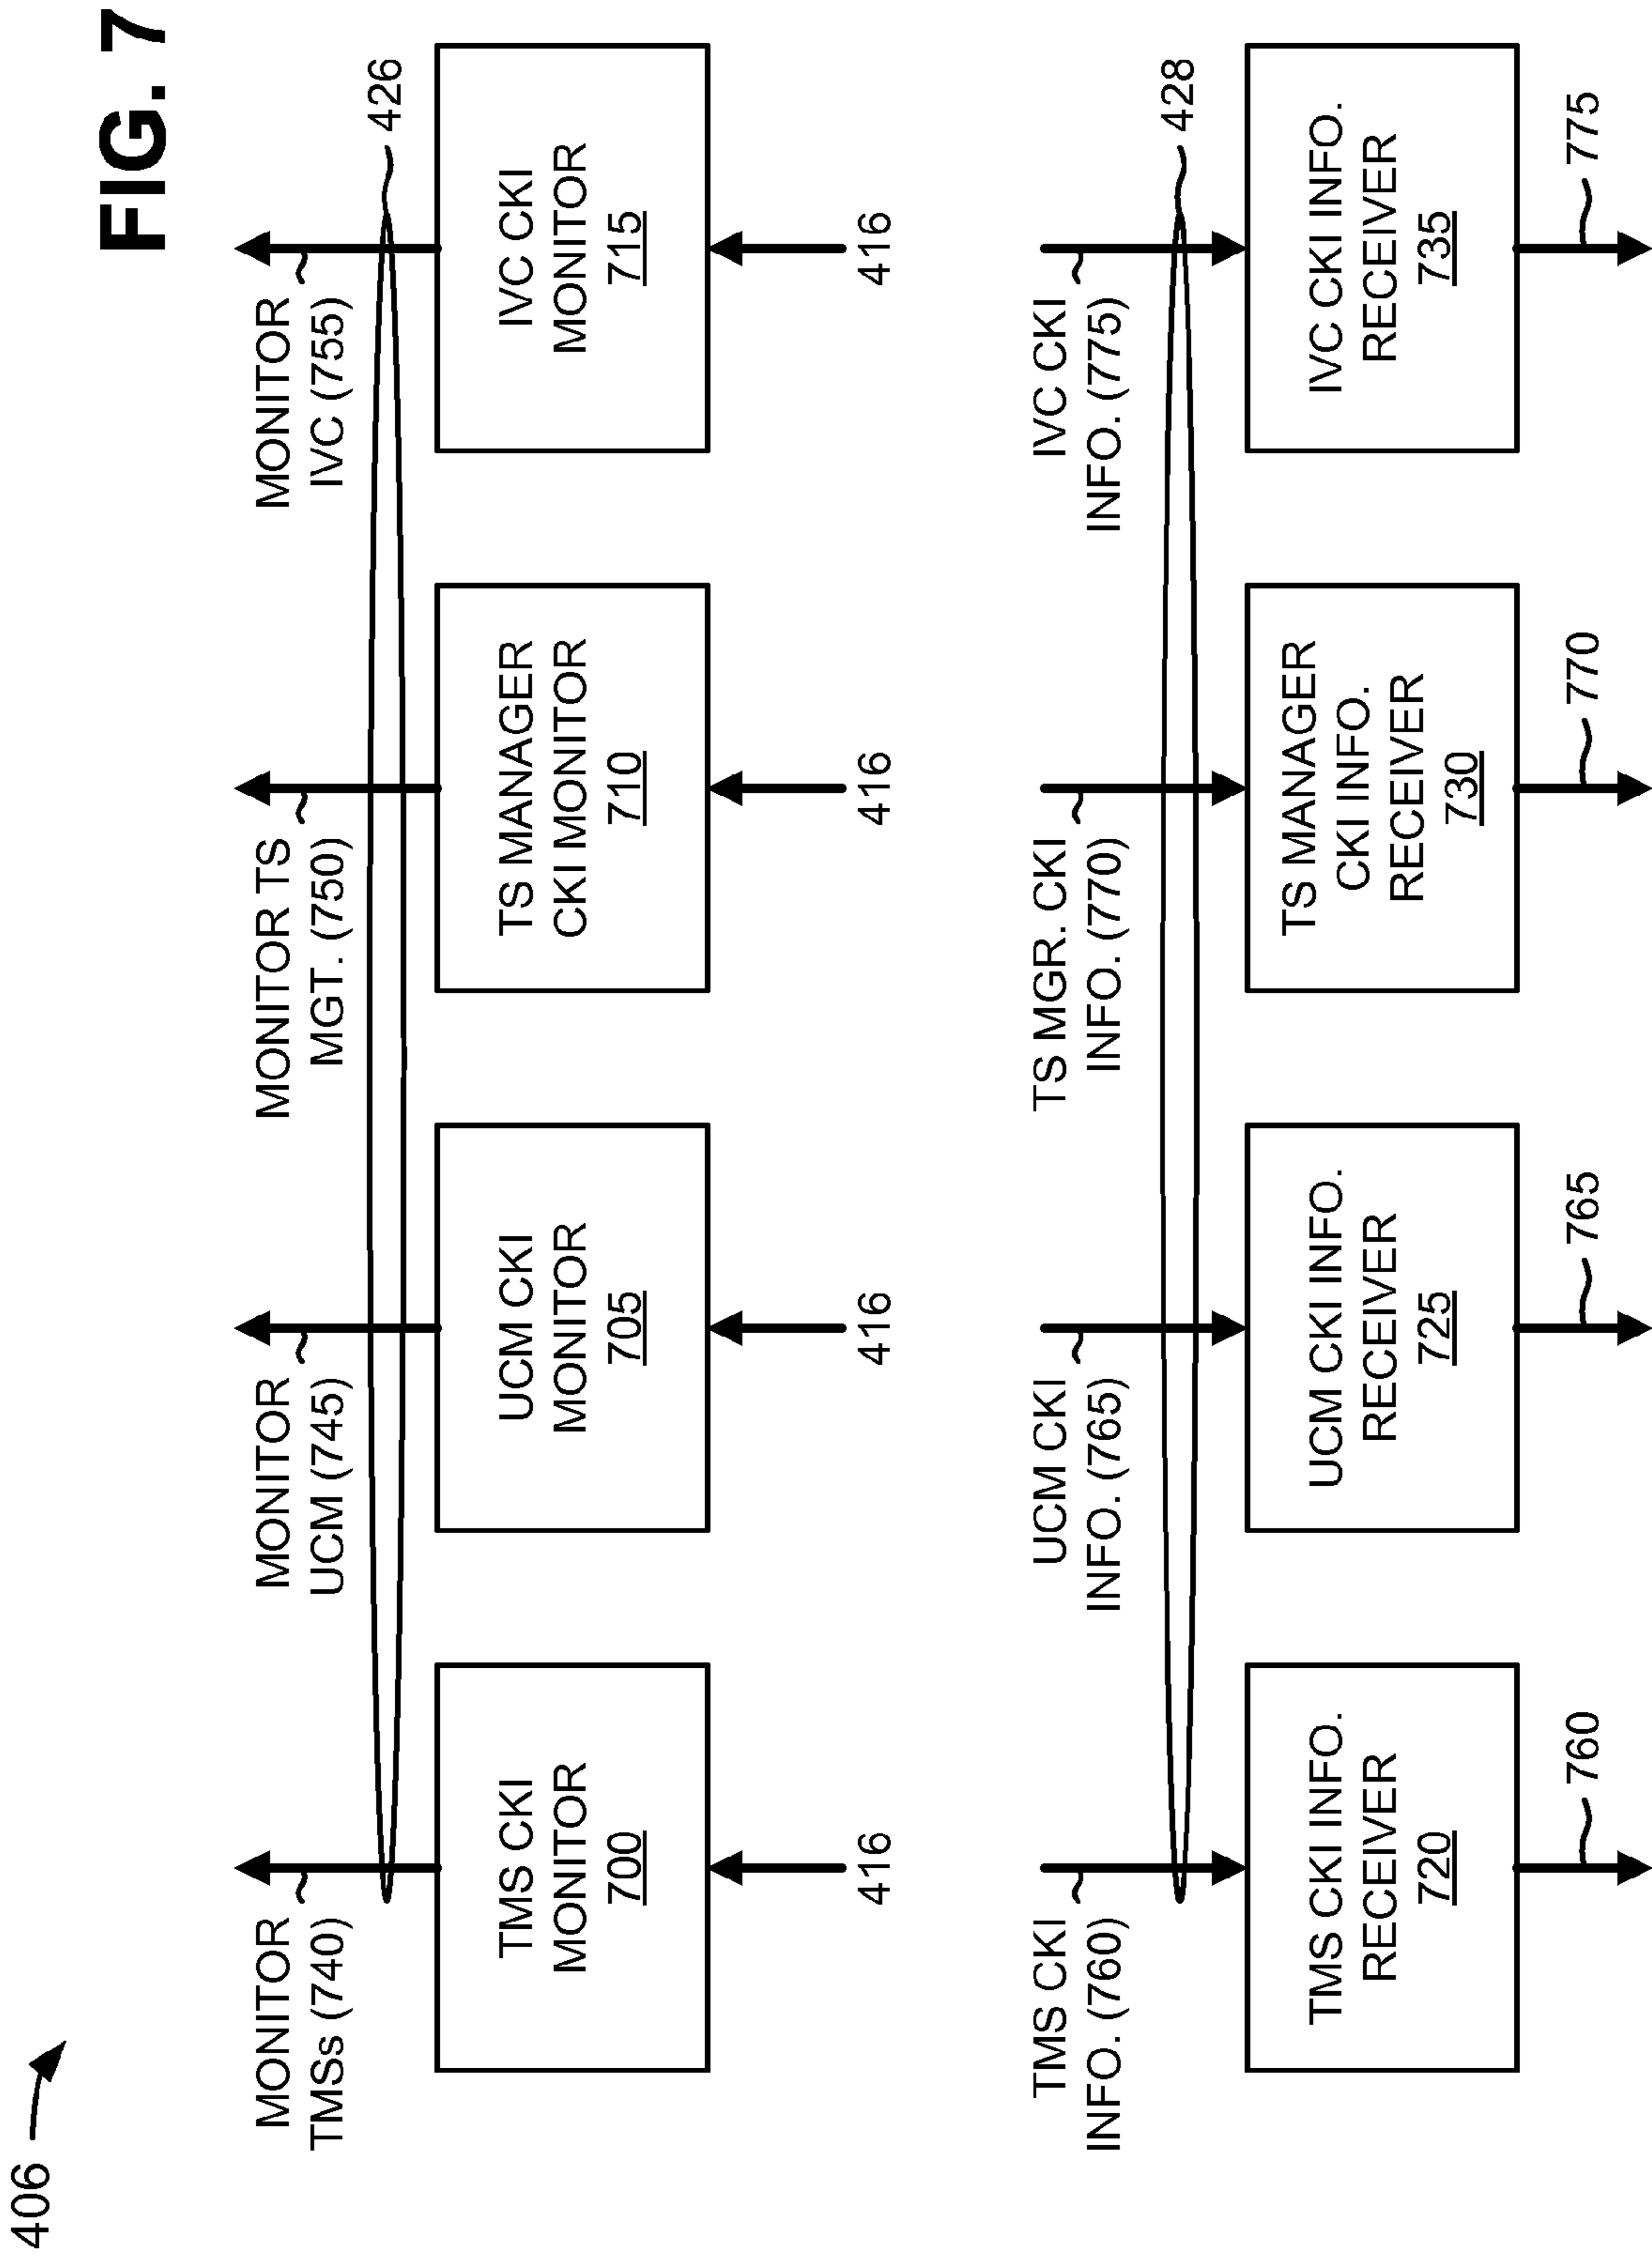 406
FIG. 7
MONITOR
TMSs (740)
MONITOR
UCM (745)
MONITOR TS
MGT. (750)
MONITOR
IVC (755)
426
TMS CKI
MONITOR
700
UCM CKI
MONITOR
705
TS MANAGER
CKI MONITOR
710
IVC CKI
MONITOR
715
416
416
416
416
TMS CKI
INFO. (760)
UCM CKI
INFO. (765)
TS MGR. CKI
INFO. (770)
IVC CKI
INFO. (775)
428
TMS CKI INFO.
RECEIVER
720
UCM CKI INFO.
RECEIVER
725
TS MANAGER
CKI INFO.
RECEIVER
730
IVC CKI INFO.
RECEIVER
735
760
765
770
775